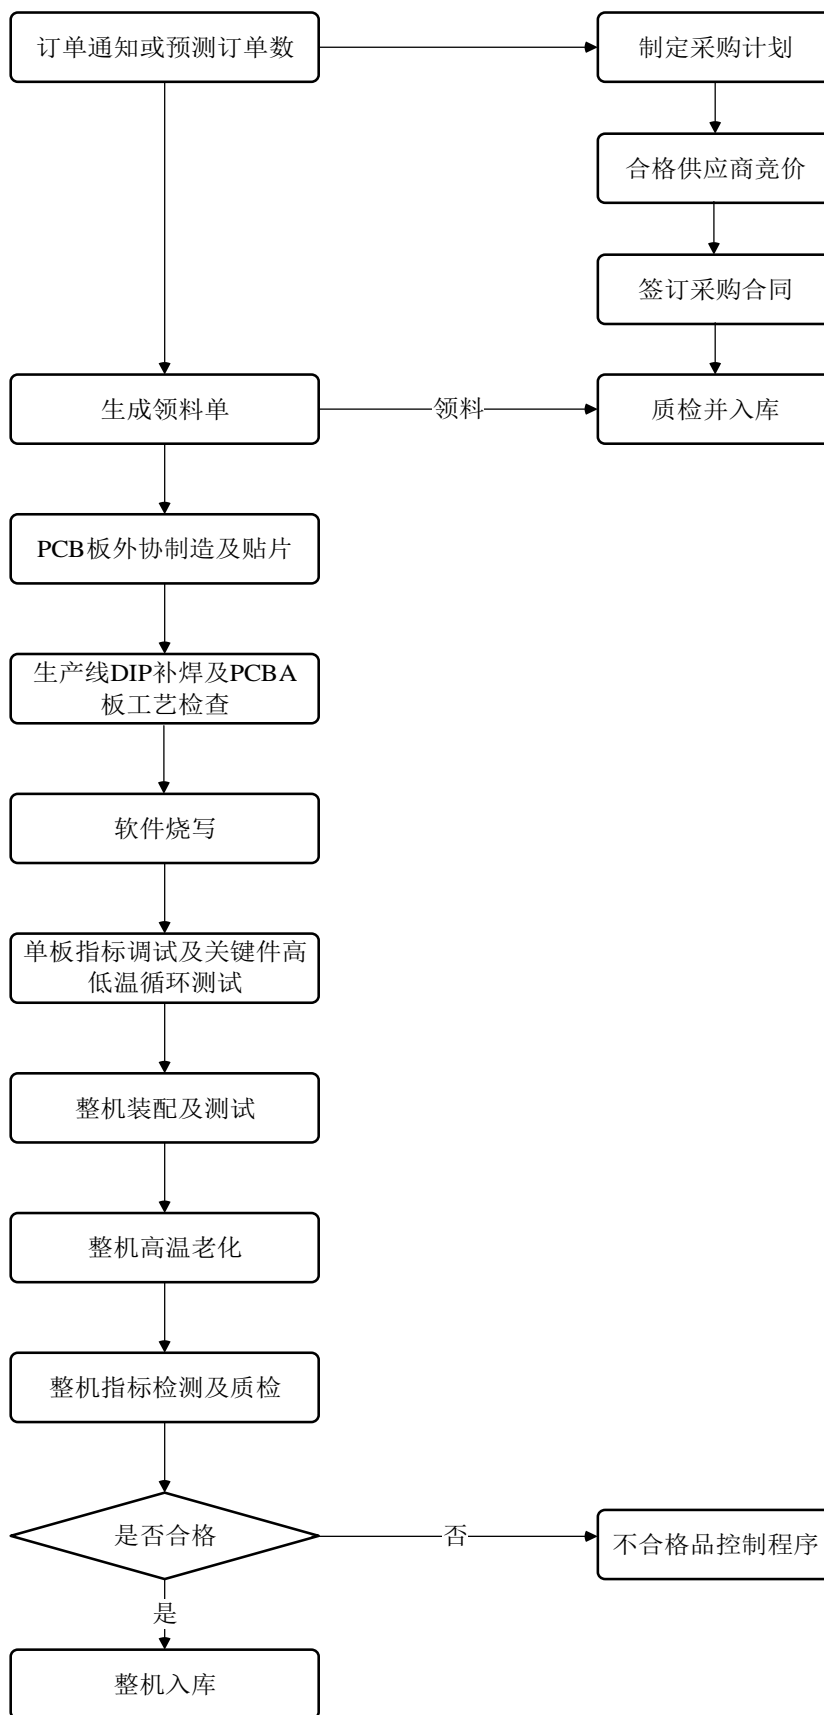 订单通知或预测订单数
制定采购计划
合格供应商竞价
签订采购合同
生成领料单
领料
质检并入库
PCB板外协制造及贴片
生产线DIP补焊及PCBA
板工艺检查
软件烧写
单板指标调试及关键件高
低温循环测试
整机装配及测试
整机高温老化
整机指标检测及质检
是否合格
否
不合格品控制程序
是
整机入库